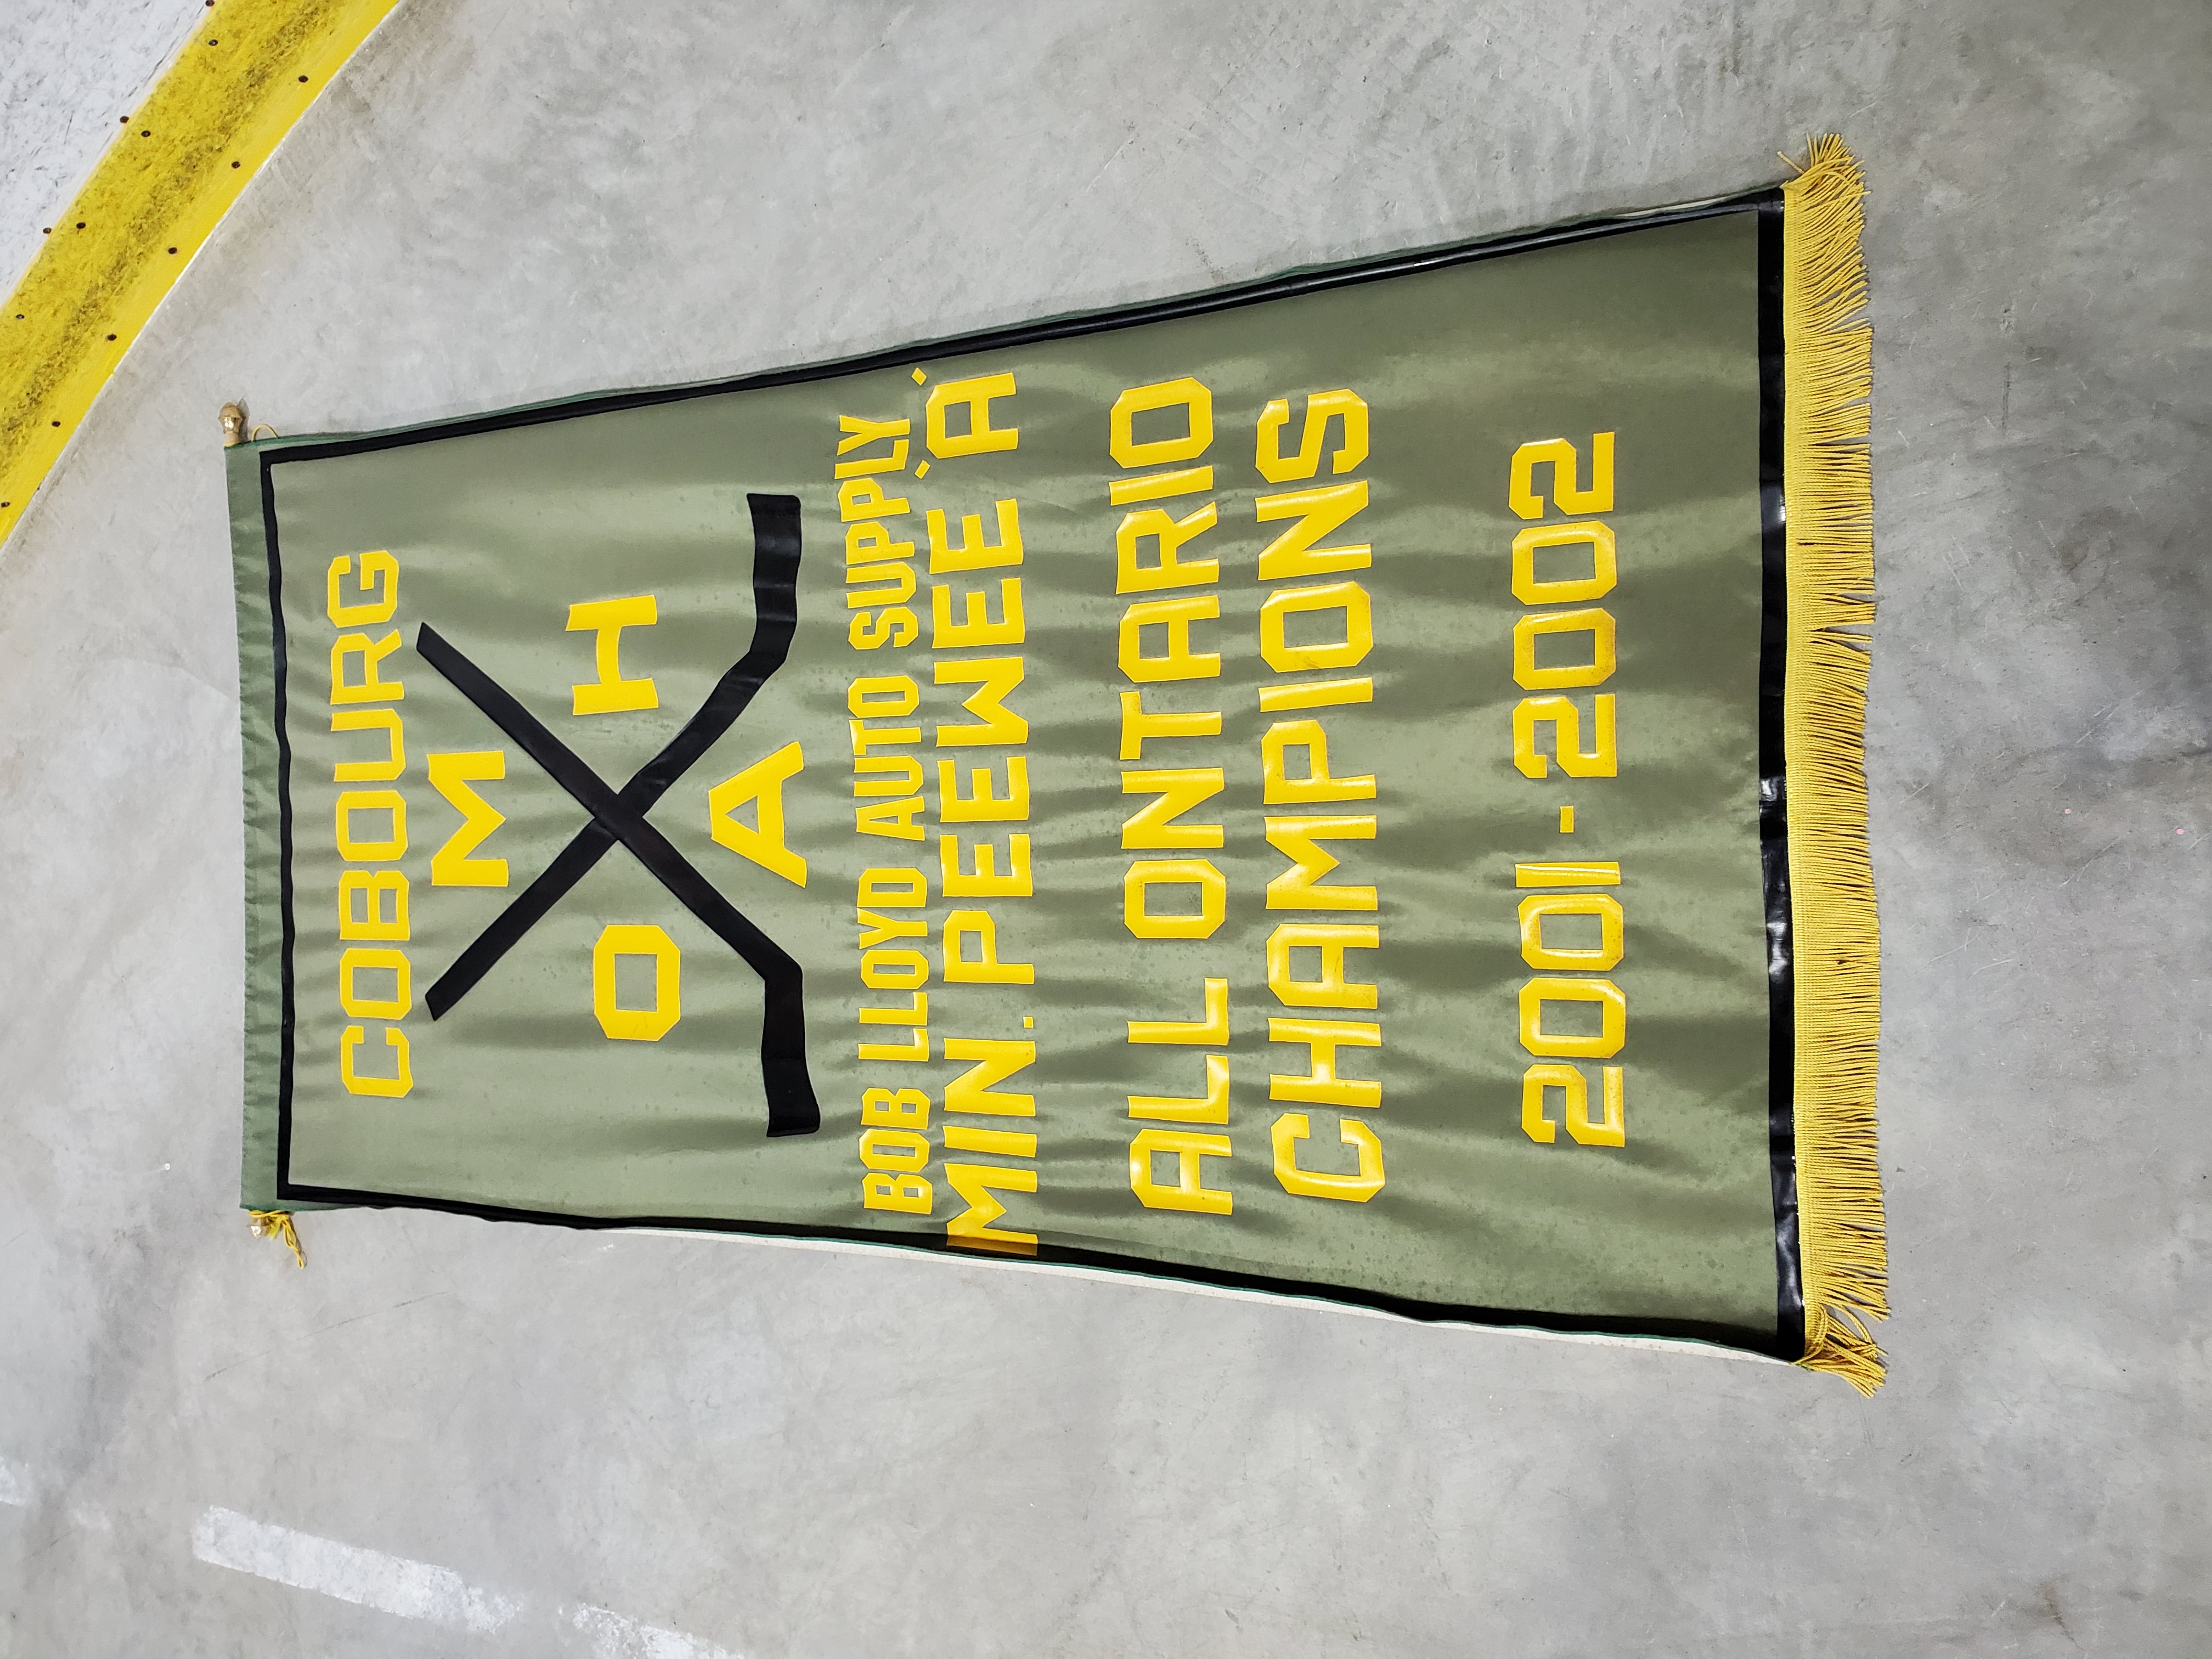 COBOURG
M
O H
A
BOB LLOYD AUTO SUPPLY
MIN. PEEWEE 'A'
ALL ONTARIO
CHAMPIONS
2001-2002